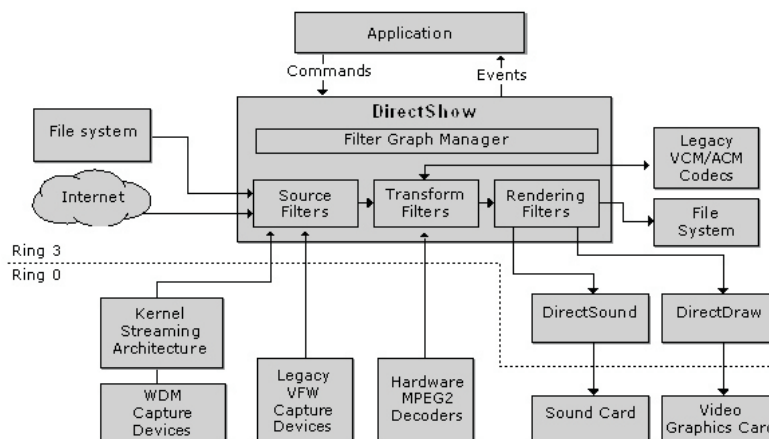 Application
Commands
Events
DirectShow
Filter Graph Manager
File system
Internet
Source
Filters
Transform
Filters
Rendering
Filters
Legacy
VCM/ACM
Codecs
File
System
Ring 3
Ring 0
Kernel
Streaming
Architecture
DirectSound
DirectDraw
WDM
Capture
Devices
Legacy
VFW
Capture
Devices
Hardware
MPEG2
Decoders
Sound Card
Video
Graphics Card